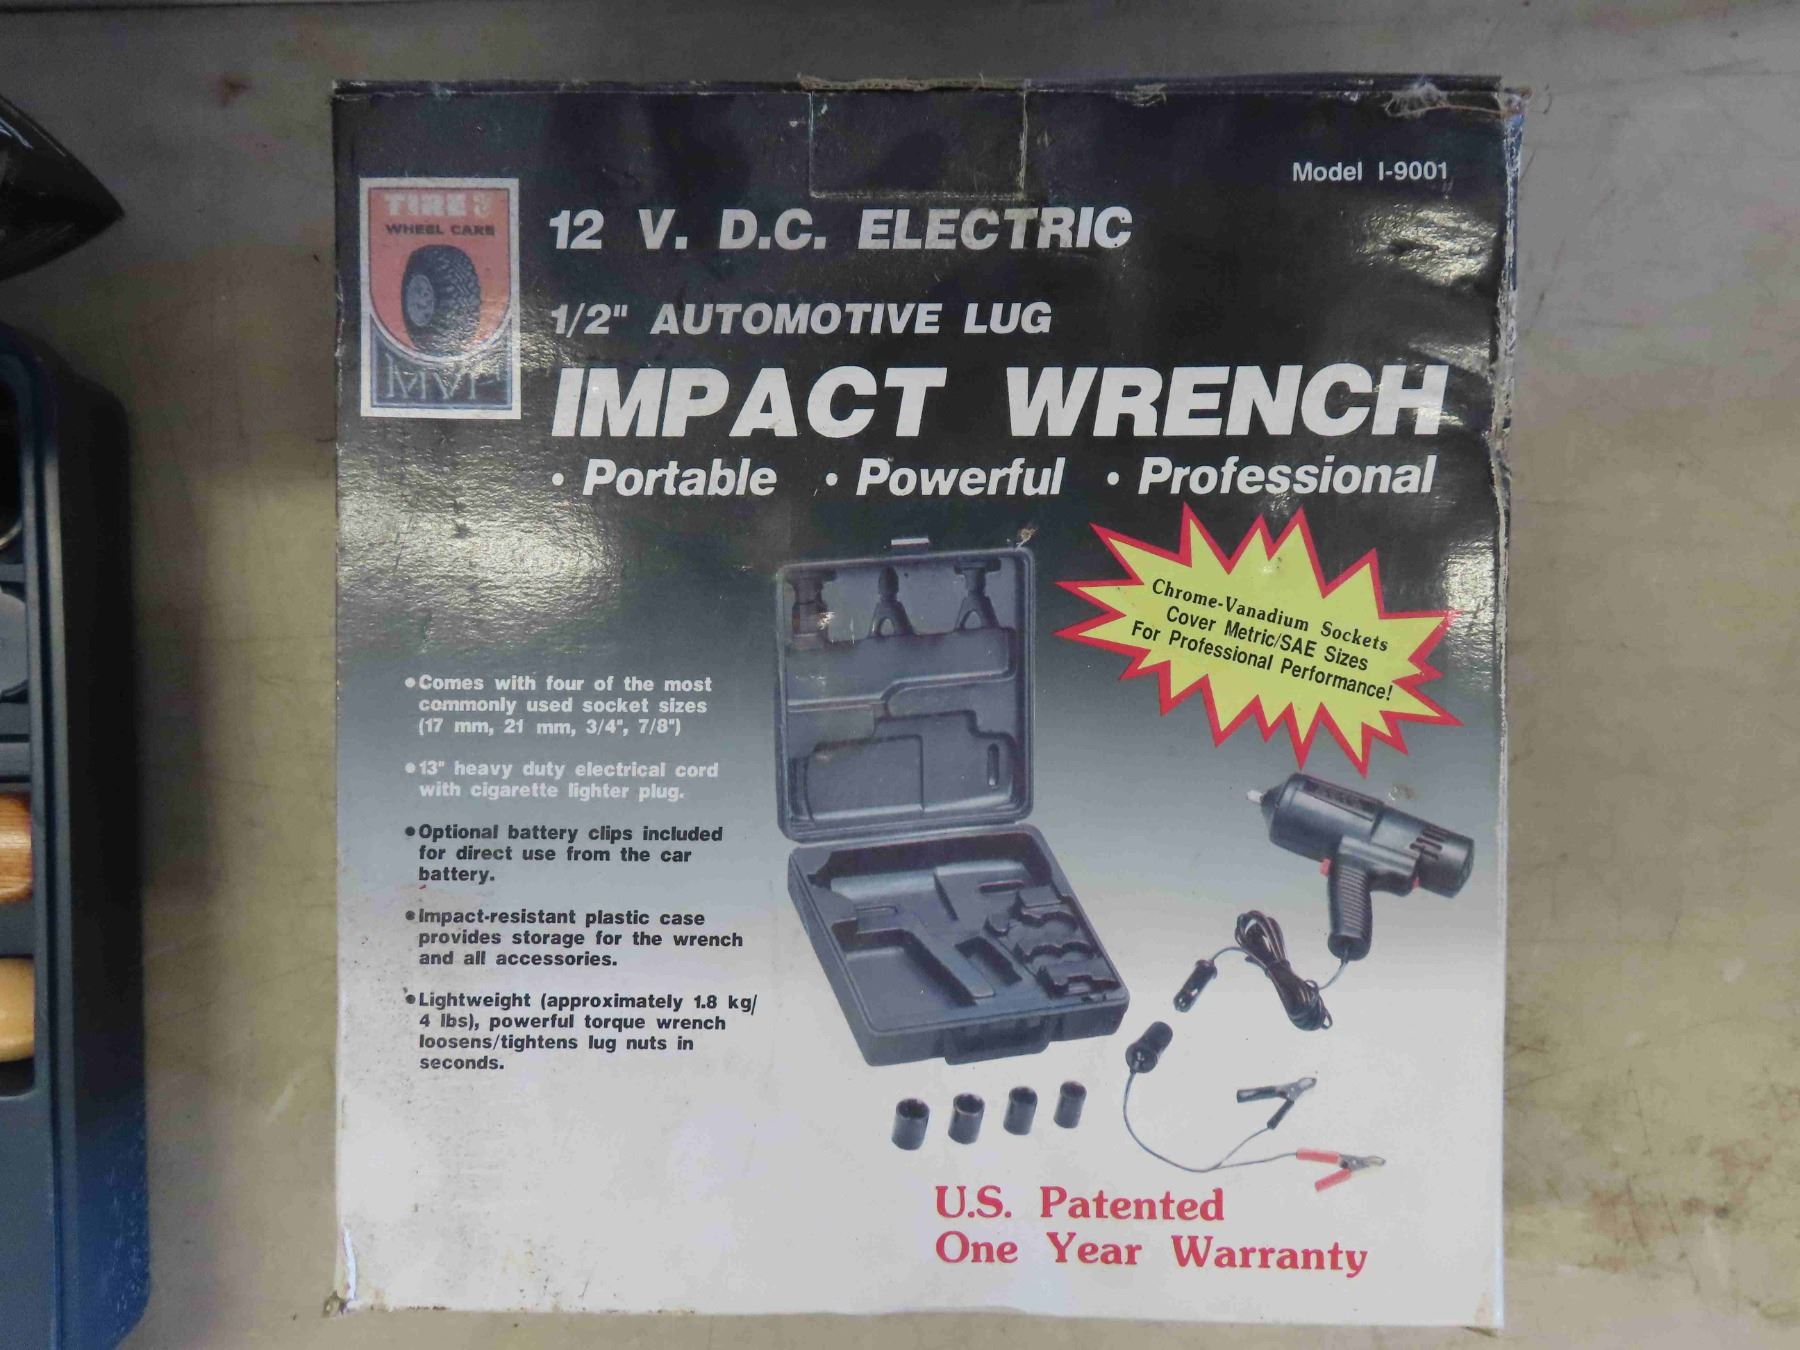 Model I-9001
TIRE &
WHEEL CARE
MVP
12 V. D.C. ELECTRIC
1/2" AUTOMOTIVE LUG
IMPACT WRENCH
• Portable • Powerful • Professional
Chrome-Vanadium Sockets
Cover Metric/SAE Sizes
For Professional Performance!
•Comes with four of the most
commonly used socket sizes
(17 mm, 21 mm, 3/4", 7/8")
•13" heavy duty electrical cord
with cigarette lighter plug.
•Optional battery clips included
for direct use from the car
battery.
•Impact-resistant plastic case
provides storage for the wrench
and all accessories.
•Lightweight (approximately 1.8 kg/
4 lbs), powerful torque wrench
loosens/tightens lug nuts in
seconds.
U.S. Patented
One Year Warranty